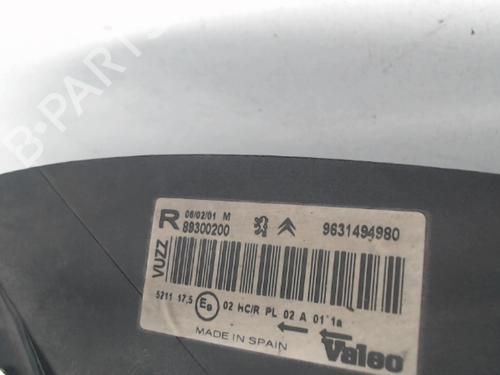 B-PARTS
R 08/02/01 M
89300200
9631494980
VUZZ
5211 17,5 E9 02 HC/R PL 02 A 01 1a
MADE IN SPAIN
Valeo